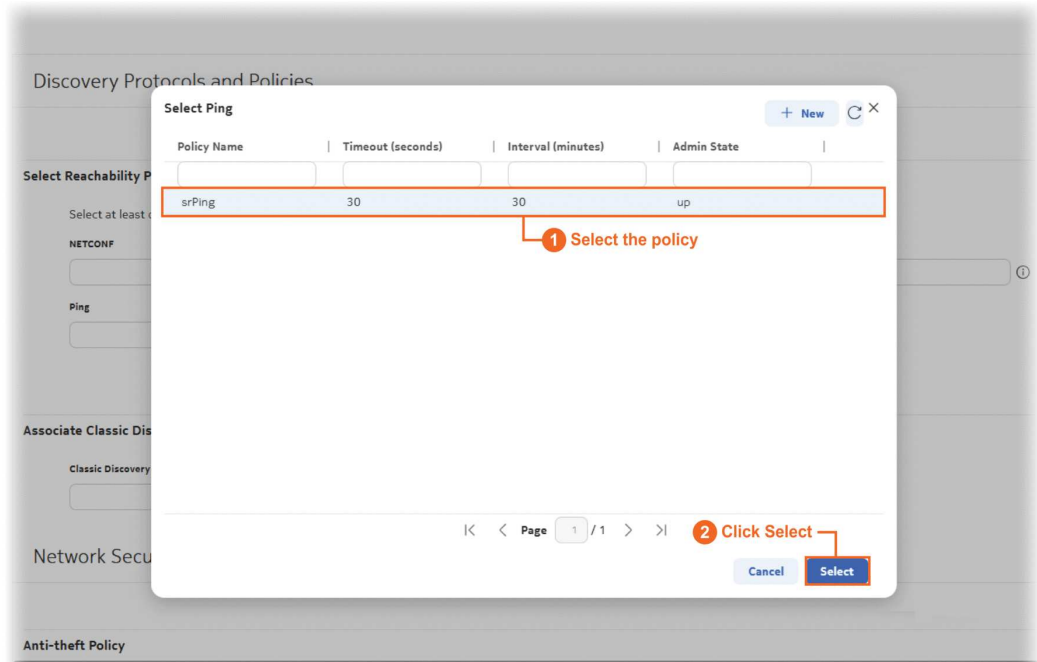 Discovery Protocols and Policies
Select Ping
+ New
Policy Name
Timeout (seconds)
Interval (minutes)
Admin State
Select Reachability P
srPing 30 30 up
Select at least
1 Select the policy
NETCONF
Ping
Associate Classic Dis
Classic Discovery
Page 1 / 1
2 Click Select
Network Secu
Cancel
Select
Anti-theft Policy